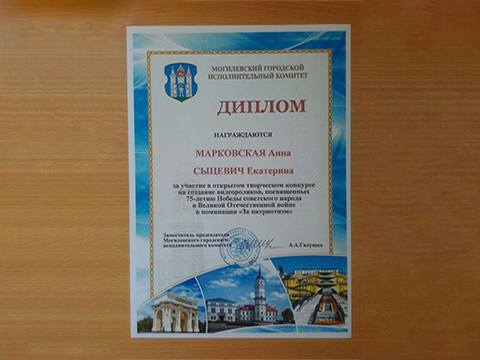 МОГИЛЕВСКИЙ ГОРОДСКОЙ
ИСПОЛНИТЕЛЬНЫЙ КОМИТЕТ
ДИПЛОМ
НАГРАЖДАЮТСЯ
МАРКОВСКАЯ Анна
СЫЦЕВИЧ Екатерина
за участие в открытом творческом конкурсе
на создание видеороликов, посвященных
75-летию Победы советского народа
в Великой Отечественной войне
в номинации «За патриотизм»
Заместитель председателя
Могилевского городского
исполнительного комитета
А.А.Галушко